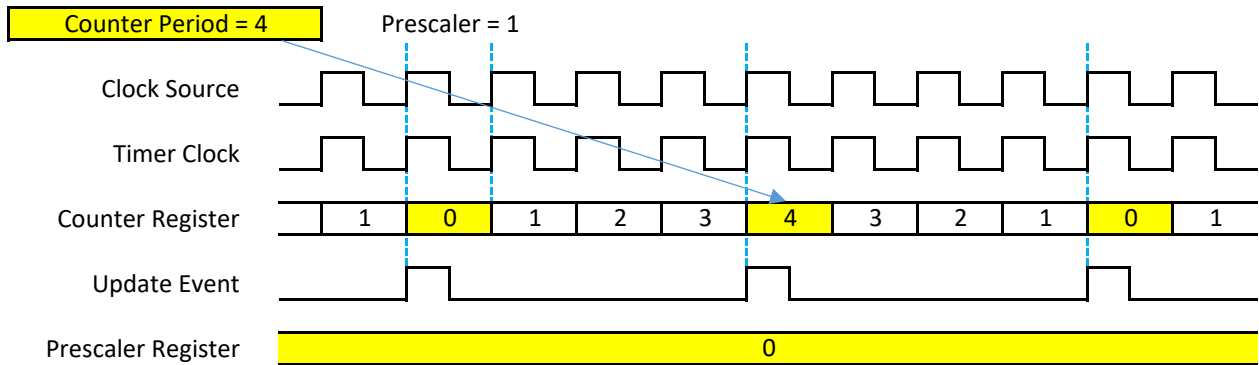 Counter Period = 4 Prescaler = 1
Clock Source
Timer Clock
Counter Register 1 0 1 2 3 4 3 2 1 0 1
Update Event
Prescaler Register 0